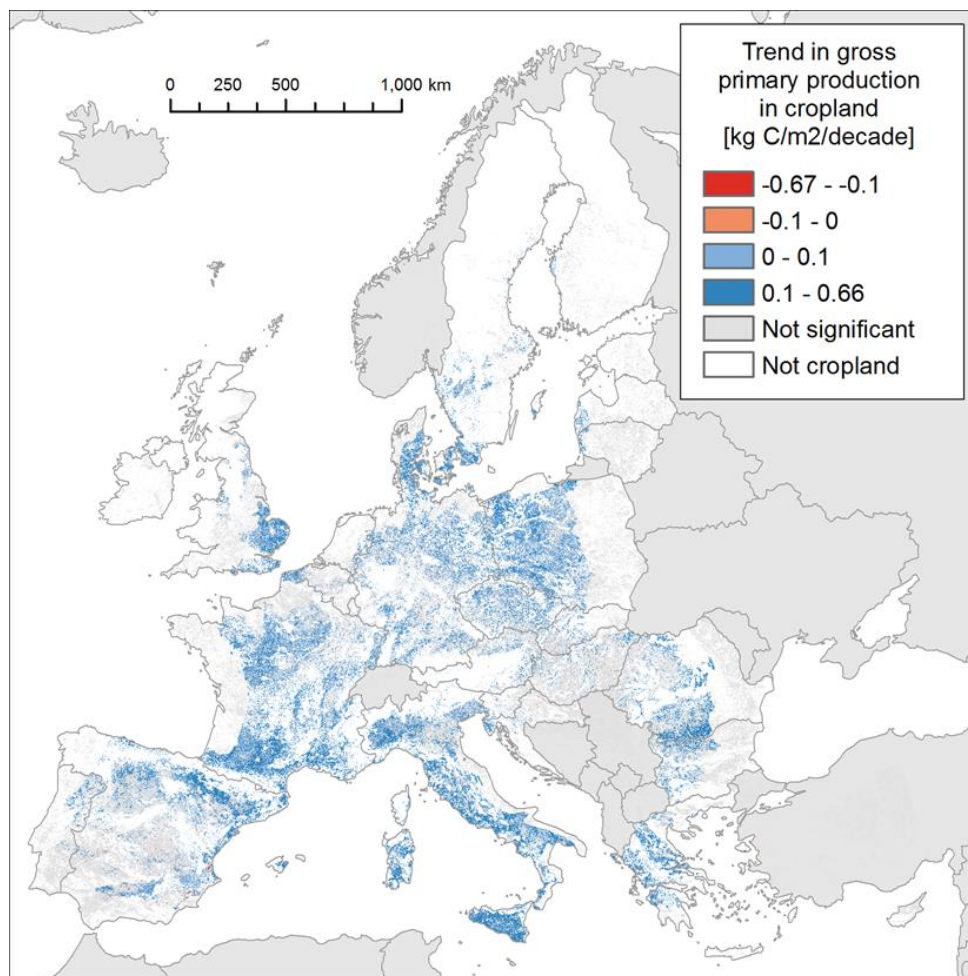 Trend in gross
primary production
in cropland
[kg C/m2/decade]
-0.67 - -0.1
-0.1 - 0
0 - 0.1
0.1 - 0.66
Not significant
Not cropland
0 250 500 1,000 km